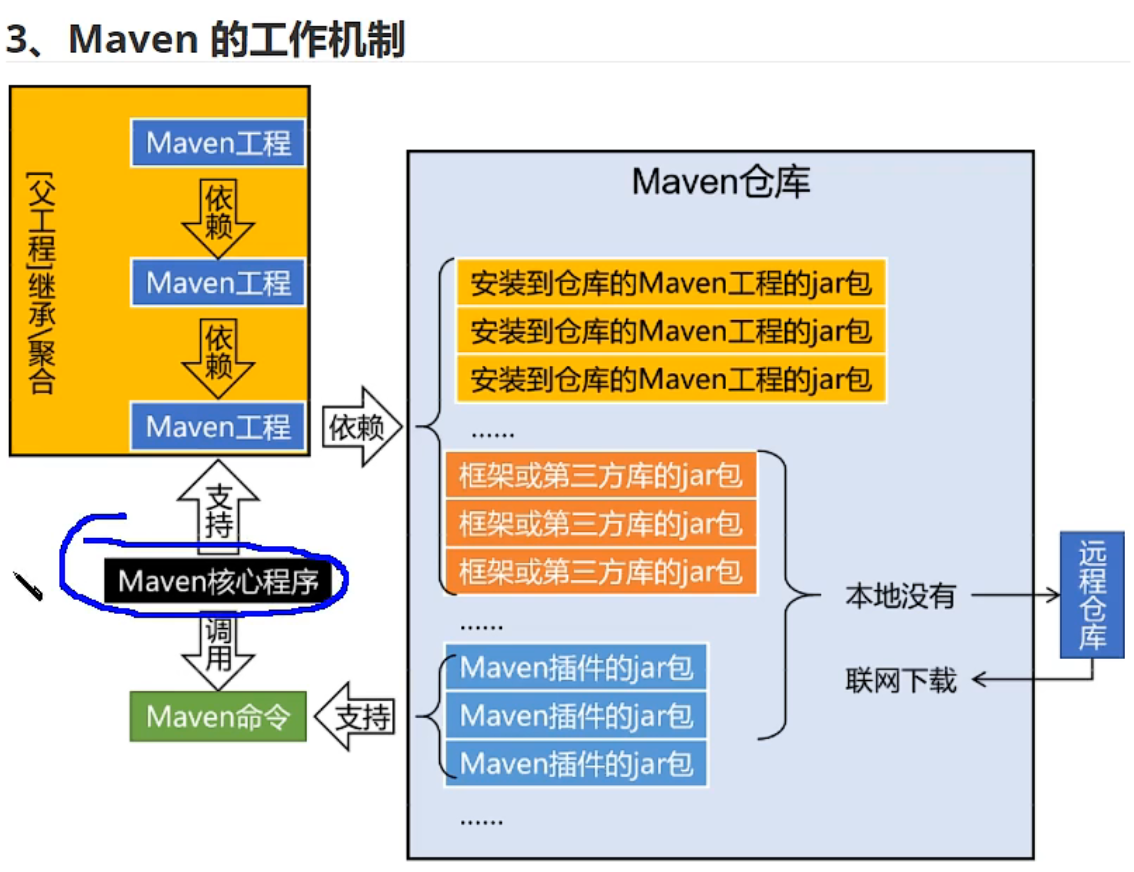 3、Maven 的工作机制
[父工程]继承\聚合
Maven工程
依赖
Maven工程
依赖
Maven工程
依赖
支持
Maven核心程序
调用
Maven命令
支持
Maven仓库
安装到仓库的Maven工程的jar包
安装到仓库的Maven工程的jar包
安装到仓库的Maven工程的jar包
......
框架或第三方库的jar包
框架或第三方库的jar包
框架或第三方库的jar包
......
Maven插件的jar包
Maven插件的jar包
Maven插件的jar包
......
本地没有
联网下载
远程仓库